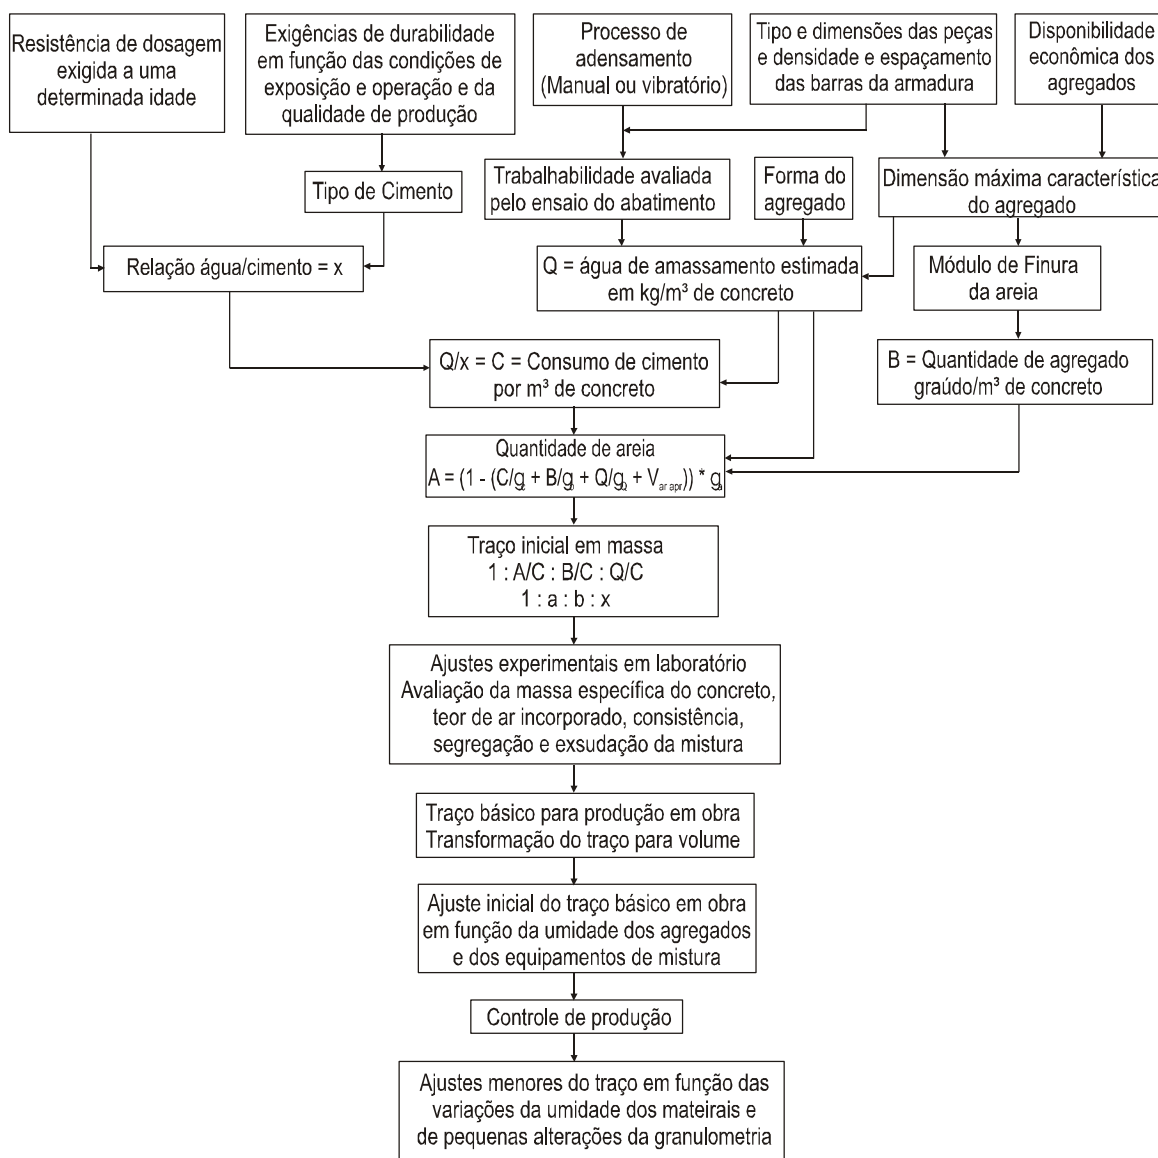 Resistência de dosagem
exigida a uma
determinada idade
Exigências de durabilidade
em função das condições de
exposição e operação e da
qualidade de produção
Processo de
adensamento
(Manual ou vibratório)
Tipo e dimensões das peças
e densidade e espaçamento
das barras da armadura
Disponibilidade
econômica dos
agregados
Tipo de Cimento
Trabalhabilidade avaliada
pelo ensaio do abatimento
Forma do
agregado
Dimensão máxima característica
do agregado
Relação água/cimento = x
Q = água de amassamento estimada
em kg/m³ de concreto
Módulo de Finura
da areia
Q/x = C = Consumo de cimento
por m³ de concreto
B = Quantidade de agregado
graúdo/m³ de concreto
Quantidade de areia
A = (1 - (C/gc + B/gb + Q/gQ + Var apr)) * ga
Traço inicial em massa
1 : A/C : B/C : Q/C
1 : a : b : x
Ajustes experimentais em laboratório
Avaliação da massa específica do concreto,
teor de ar incorporado, consistência,
segregação e exsudação da mistura
Traço básico para produção em obra
Transformação do traço para volume
Ajuste inicial do traço básico em obra
em função da umidade dos agregados
e dos equipamentos de mistura
Controle de produção
Ajustes menores do traço em função das
variações da umidade dos mateirais e
de pequenas alterações da granulometria